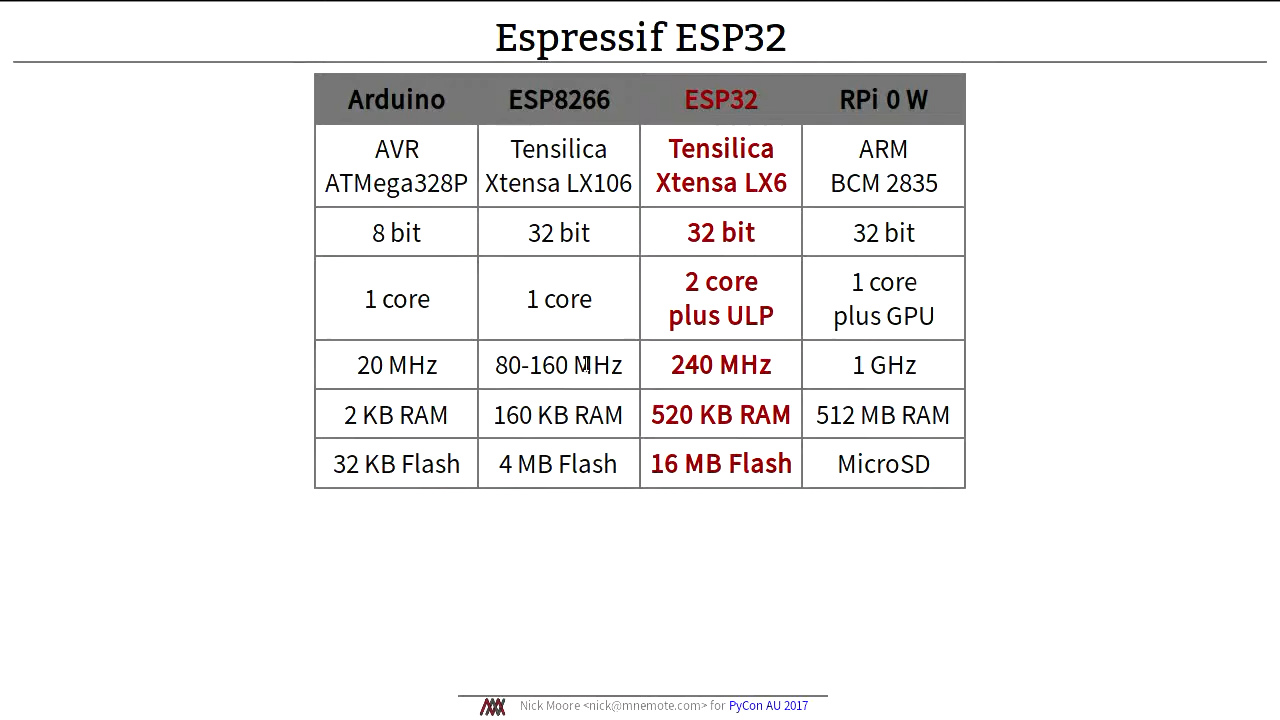 Espressif ESP32
Arduino ESP8266 ESP32 RPi 0 W
AVR Tensilica Tensilica ARM
ATMega328P Xtensa LX106 Xtensa LX6 BCM 2835
8 bit 32 bit 32 bit 32 bit
1 core 1 core 2 core 1 core
plus ULP plus GPU
20 MHz 80-160 MHz 240 MHz 1 GHz
2 KB RAM 160 KB RAM 520 KB RAM 512 MB RAM
32 KB Flash 4 MB Flash 16 MB Flash MicroSD
Nick Moore <nick@mnemote.com> for PyCon AU 2017